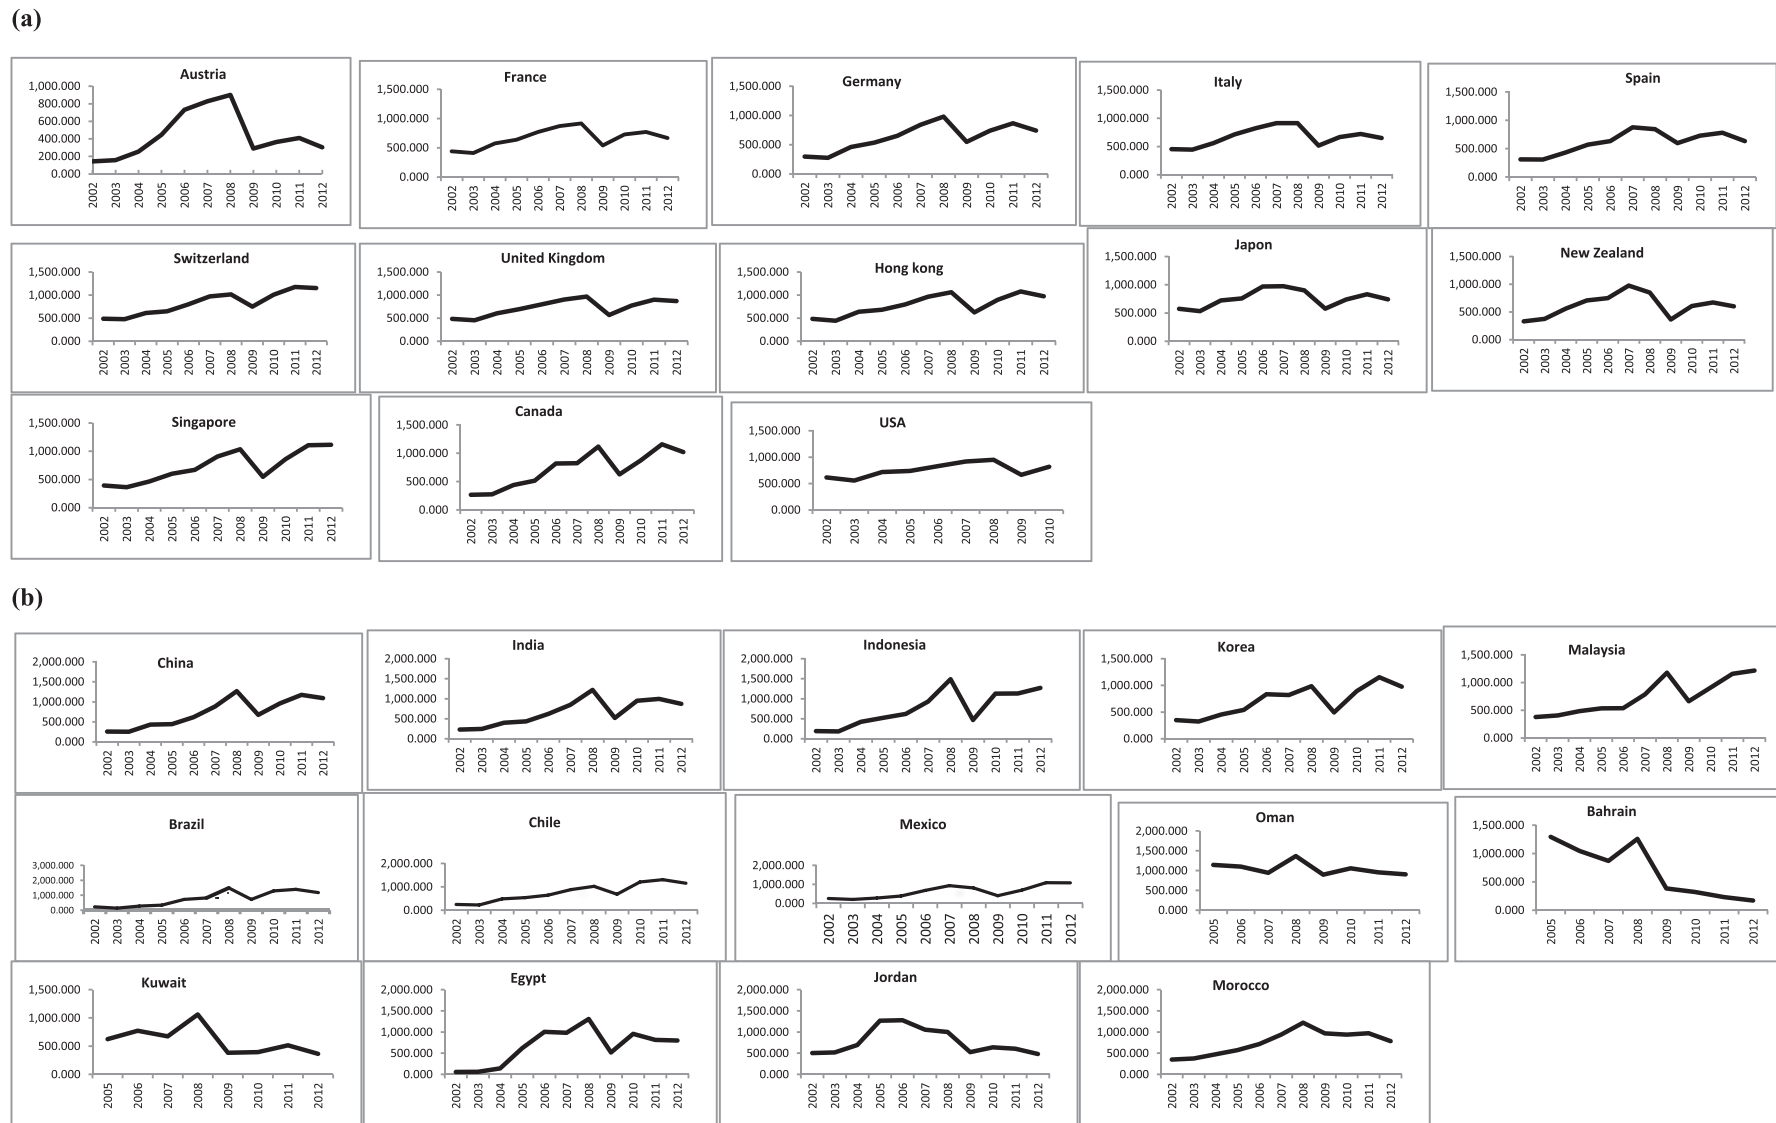 (a)
Austria
1,000.000
800.000
600.000
400.000
200.000
0.000
2002 2003 2004 2005 2006 2007 2008 2009 2010 2011 2012
France
1,500.000
1,000.000
500.000
0.000
2002 2003 2004 2005 2006 2007 2008 2009 2010 2011 2012
Germany
1,500.000
1,000.000
500.000
0.000
2002 2003 2004 2005 2006 2007 2008 2009 2010 2011 2012
Italy
1,500.000
1,000.000
500.000
0.000
2002 2003 2004 2005 2006 2007 2008 2009 2010 2011 2012
Spain
1,500.000
1,000.000
500.000
0.000
2002 2003 2004 2005 2006 2007 2008 2009 2010 2011 2012
Switzerland
1,500.000
1,000.000
500.000
0.000
2002 2003 2004 2005 2006 2007 2008 2009 2010 2011 2012
United Kingdom
1,500.000
1,000.000
500.000
0.000
2002 2003 2004 2005 2006 2007 2008 2009 2010 2011 2012
Hong kong
1,500.000
1,000.000
500.000
0.000
2002 2003 2004 2005 2006 2007 2008 2009 2010 2011 2012
Japon
1,500.000
1,000.000
500.000
0.000
2002 2003 2004 2005 2006 2007 2008 2009 2010 2011 2012
New Zealand
1,500.000
1,000.000
500.000
0.000
2002 2003 2004 2005 2006 2007 2008 2009 2010 2011 2012
Singapore
1,500.000
1,000.000
500.000
0.000
2002 2003 2004 2005 2006 2007 2008 2009 2010 2011 2012
Canada
1,500.000
1,000.000
500.000
0.000
2002 2003 2004 2005 2006 2007 2008 2009 2010 2011 2012
USA
1,500.000
1,000.000
500.000
0.000
2002 2003 2004 2005 2006 2007 2008 2009 2010
(b)
China
2,000.000
1,500.000
1,000.000
500.000
0.000
2002 2003 2004 2005 2006 2007 2008 2009 2010 2011 2012
India
2,000.000
1,500.000
1,000.000
500.000
0.000
2002 2003 2004 2005 2006 2007 2008 2009 2010 2011 2012
Indonesia
2,000.000
1,500.000
1,000.000
500.000
0.000
2002 2003 2004 2005 2006 2007 2008 2009 2010 2011 2012
Korea
1,500.000
1,000.000
500.000
0.000
2002 2003 2004 2005 2006 2007 2008 2009 2010 2011 2012
Malaysia
1,500.000
1,000.000
500.000
0.000
2002 2003 2004 2005 2006 2007 2008 2009 2010 2011 2012
Brazil
3,000.000
2,000.000
1,000.000
0.000
2002 2003 2004 2005 2006 2007 2008 2009 2010 2011 2012
Chile
2,000.000
1,000.000
0.000
2002 2003 2004 2005 2006 2007 2008 2009 2010 2011 2012
Mexico
2,000.000
1,000.000
0.000
2002 2003 2004 2005 2006 2007 2008 2009 2010 2011 2012
Oman
2,000.000
1,500.000
1,000.000
500.000
0.000
2005 2006 2007 2008 2009 2010 2011 2012
Bahrain
1,500.000
1,000.000
500.000
0.000
2005 2006 2007 2008 2009 2010 2011 2012
Kuwait
1,500.000
1,000.000
500.000
0.000
2005 2006 2007 2008 2009 2010 2011 2012
Egypt
2,000.000
1,500.000
1,000.000
500.000
0.000
2002 2003 2004 2005 2006 2007 2008 2009 2010 2011 2012
Jordan
2,000.000
1,500.000
1,000.000
500.000
0.000
2002 2003 2004 2005 2006 2007 2008 2009 2010 2011 2012
Morocco
2,000.000
1,500.000
1,000.000
500.000
0.000
2002 2003 2004 2005 2006 2007 2008 2009 2010 2011 2012